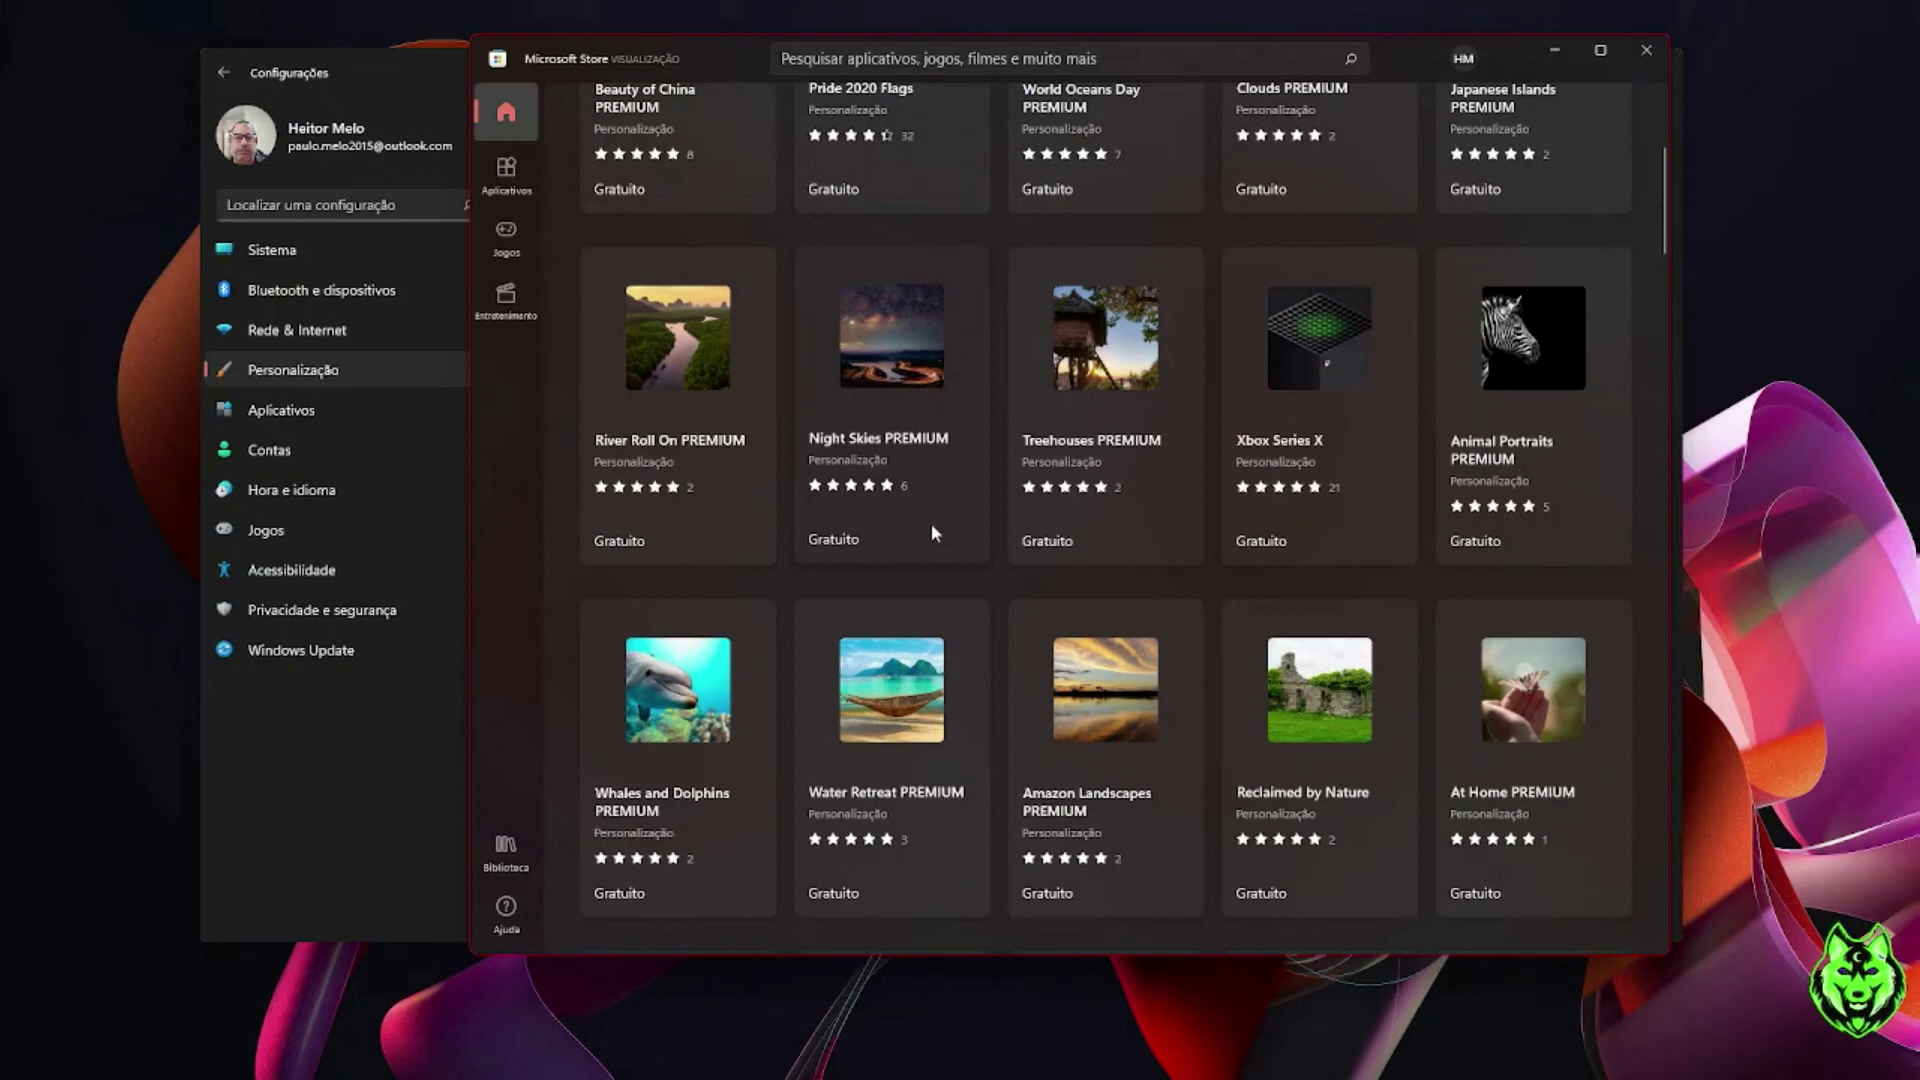 Configurações
Heitor Melo
paulo.melo2015@outlook.com
Localizar uma configuração
Sistema
Bluetooth e dispositivos
Rede & Internet
Personalização
Aplicativos
Contas
Hora e idioma
Jogos
Acessibilidade
Privacidade e segurança
Windows Update
Microsoft Store VISUALIZAÇÃO
Pesquisar aplicativos, jogos, filmes e muito mais
HM
Aplicativos
Jogos
Entretenimento
Biblioteca
Ajuda
Beauty of China
PREMIUM
Personalização
8
Gratuito
Pride 2020 Flags
Personalização
32
Gratuito
World Oceans Day
PREMIUM
Personalização
7
Gratuito
Clouds PREMIUM
Personalização
2
Gratuito
Japanese Islands
PREMIUM
Personalização
2
Gratuito
River Roll On PREMIUM
Personalização
2
Gratuito
Night Skies PREMIUM
Personalização
6
Gratuito
Treehouses PREMIUM
Personalização
2
Gratuito
Xbox Series X
Personalização
21
Gratuito
Animal Portraits
PREMIUM
Personalização
5
Gratuito
Whales and Dolphins
PREMIUM
Personalização
2
Gratuito
Water Retreat PREMIUM
Personalização
3
Gratuito
Amazon Landscapes
PREMIUM
Personalização
2
Gratuito
Reclaimed by Nature
Personalização
2
Gratuito
At Home PREMIUM
Personalização
1
Gratuito